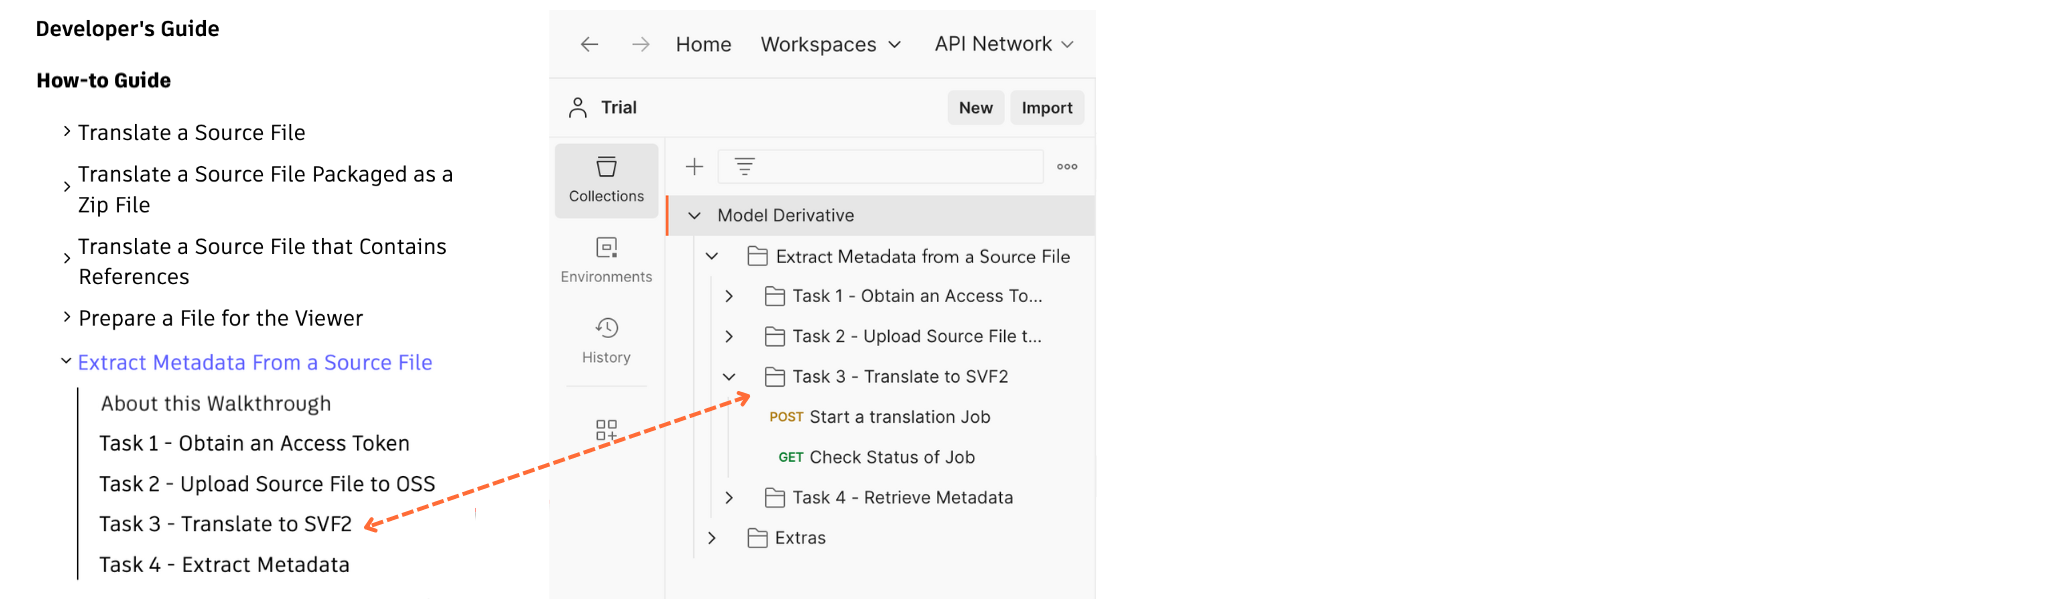 Developer's Guide
How-to Guide
Translate a Source File
Translate a Source File Packaged as a
Zip File
Translate a Source File that Contains
References
Prepare a File for the Viewer
Extract Metadata From a Source File
About this Walkthrough
Task 1 - Obtain an Access Token
Task 2 - Upload Source File to OSS
Task 3 - Translate to SVF2
Task 4 - Extract Metadata
Home Workspaces API Network
Trial New Import
Collections
Environments
History
Model Derivative
Extract Metadata from a Source File
Task 1 - Obtain an Access To...
Task 2 - Upload Source File t...
Task 3 - Translate to SVF2
POST Start a translation Job
GET Check Status of Job
Task 4 - Retrieve Metadata
Extras